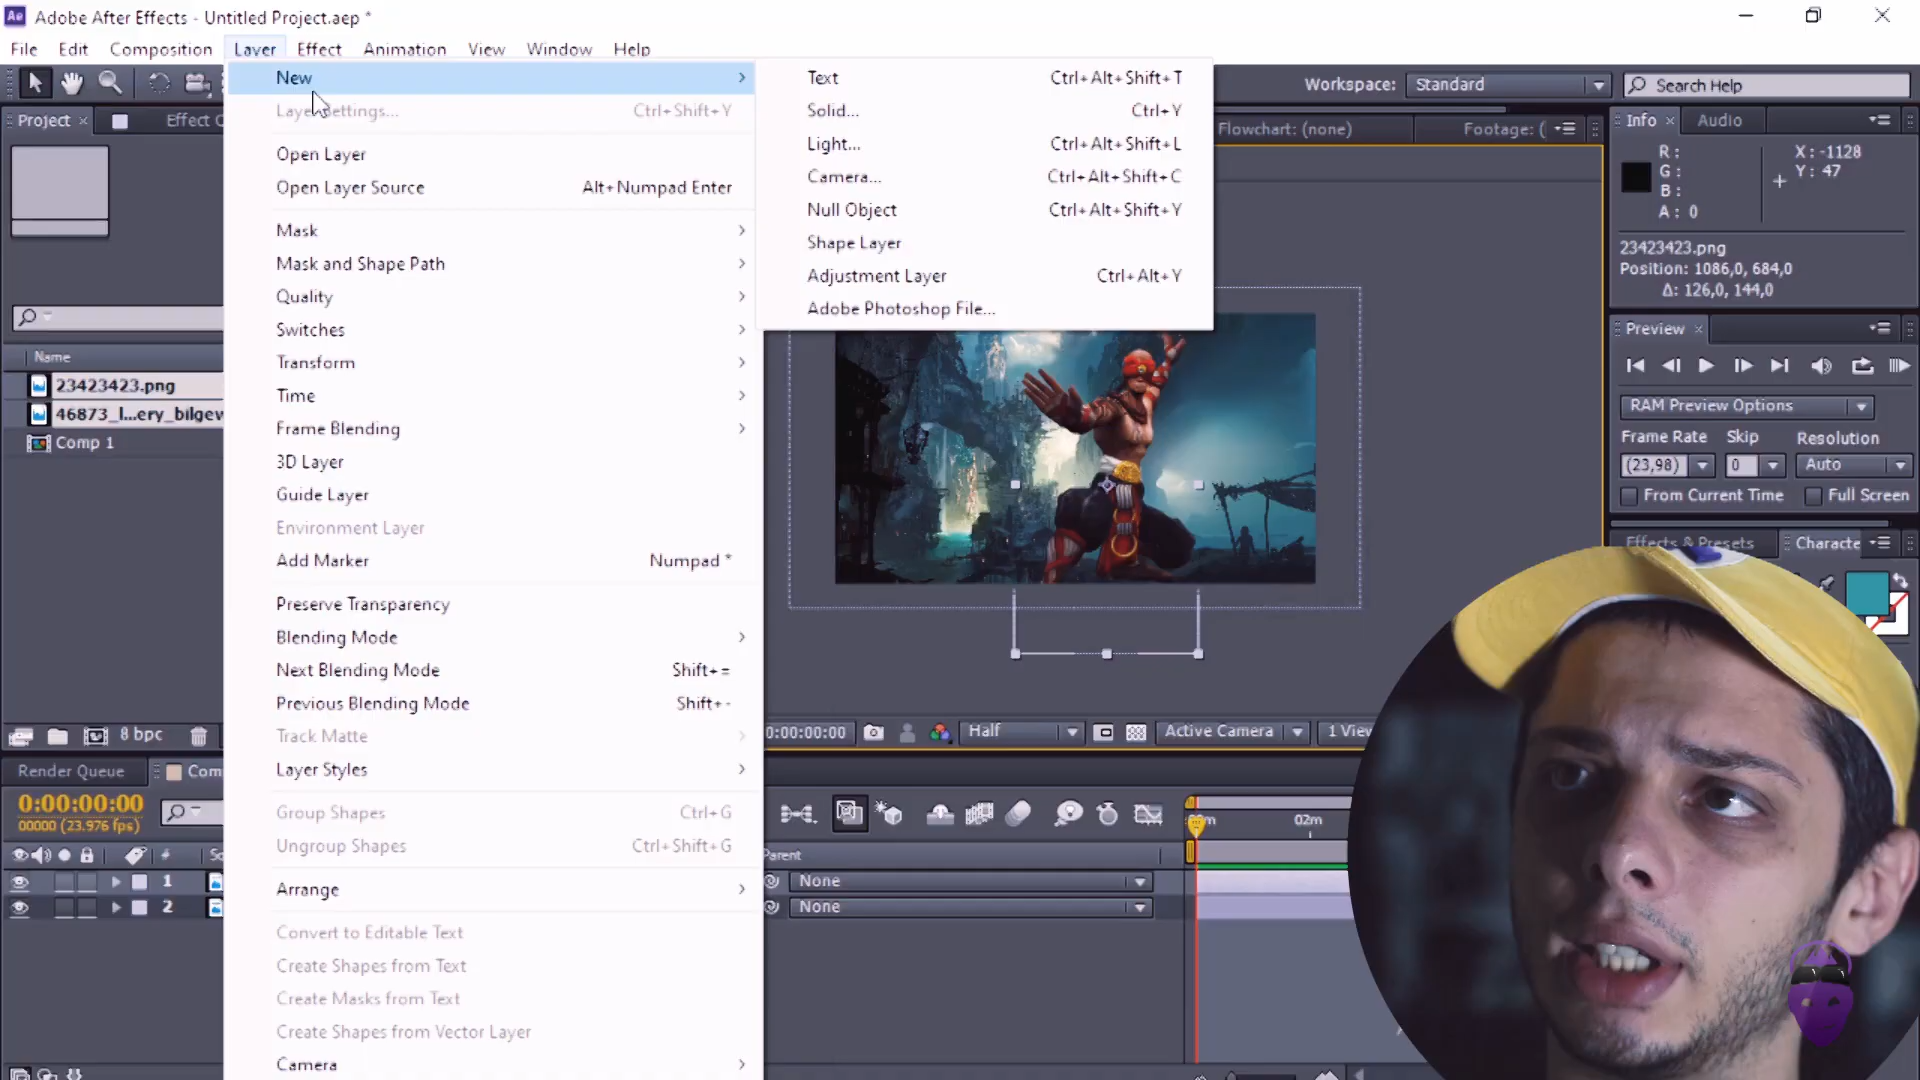 Ae Adobe After Effects - Untitled Project.aep *
File Edit Composition Layer Effect Animation View Window Help
New
Text Ctrl+Alt+Shift+T
Solid... Ctrl+Y
Light... Ctrl+Alt+Shift+L
Camera... Ctrl+Alt+Shift+C
Null Object Ctrl+Alt+Shift+Y
Shape Layer
Adjustment Layer Ctrl+Alt+Y
Adobe Photoshop File...
Layer Settings... Ctrl+Shift+Y
Open Layer
Open Layer Source Alt+Numpad Enter
Mask
Mask and Shape Path
Quality
Switches
Transform
Time
Frame Blending
3D Layer
Guide Layer
Environment Layer
Add Marker Numpad *
Preserve Transparency
Blending Mode
Next Blending Mode Shift+=
Previous Blending Mode Shift+-
Track Matte
Layer Styles
Group Shapes Ctrl+G
Ungroup Shapes Ctrl+Shift+G
Arrange
Convert to Editable Text
Create Shapes from Text
Create Masks from Text
Create Shapes from Vector Layer
Camera
Workspace: Standard Search Help
Project Effect C
Flowchart: (none) Footage: (
Info Audio
R: X: -1128
G: Y: 47
B:
A: 0
23423423.png
Position: 1086,0, 684,0
Δ: 126,0, 144,0
Preview
RAM Preview Options
Frame Rate Skip Resolution
(23,98) 0 Auto
From Current Time Full Screen
Effects & Presets Characte
Name
23423423.png
46873_l...ery_bilgew
Comp 1
8 bpc
0:00:00:00 Half Active Camera 1 View
Render Queue Com
0:00:00:00
00000 (23.976 fps)
# So
1
2
Parent
None
None
02m